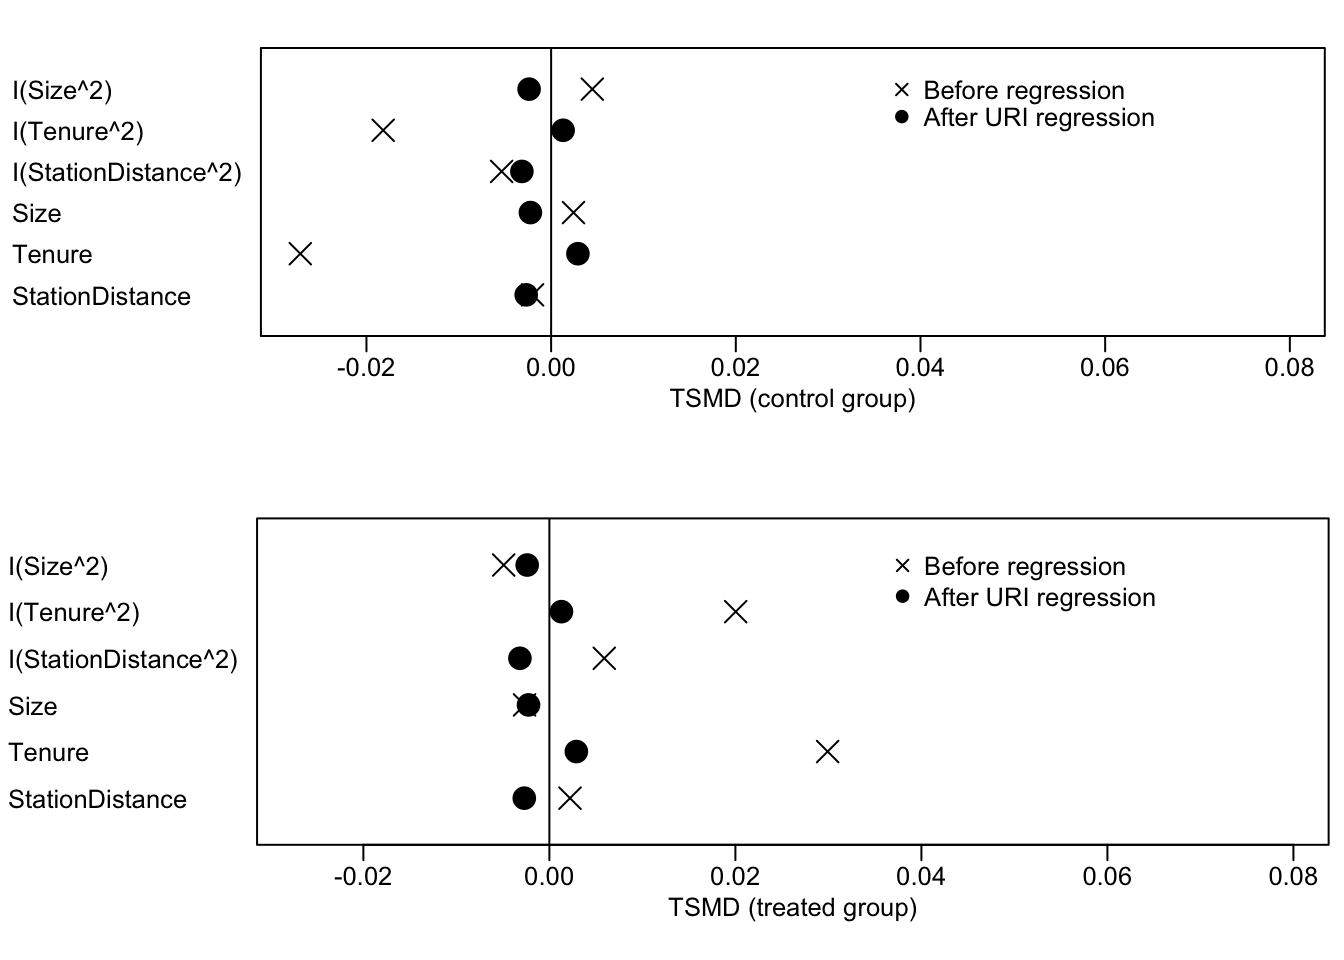 I(Size^2)
I(Tenure^2)
I(StationDistance^2)
Size
Tenure
StationDistance
Before regression
After URI regression
-0.02 0.00 0.02 0.04 0.06 0.08
TSMD (control group)
I(Size^2)
I(Tenure^2)
I(StationDistance^2)
Size
Tenure
StationDistance
Before regression
After URI regression
-0.02 0.00 0.02 0.04 0.06 0.08
TSMD (treated group)